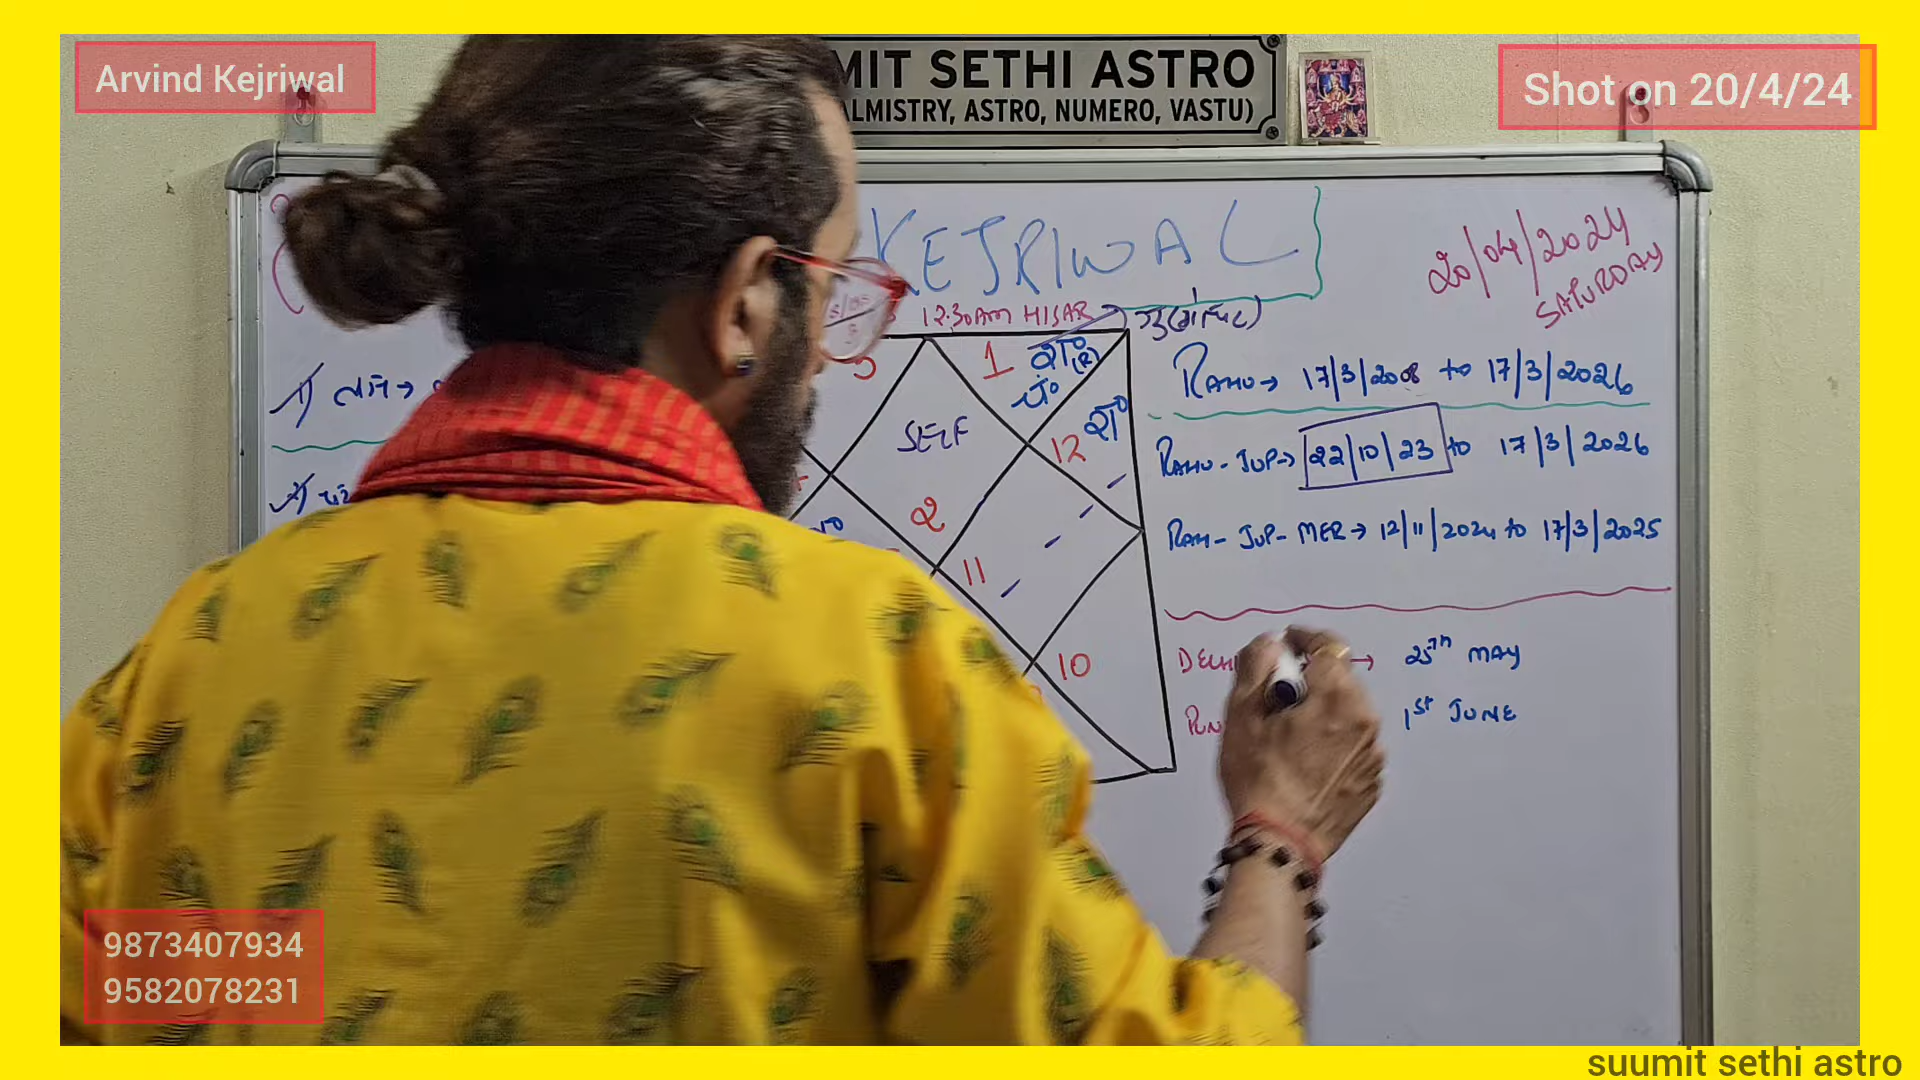 Arvind Kejriwal
Shot on 20/4/24
MIT SETHI ASTRO
ALMISTRY, ASTRO, NUMERO, VASTU)
KEJRIWAL
20/04/2024
SATURDAY
12:30AM HISAR
1
SELF
12
2
11
10
RAHU → 17/3/2008 to 17/3/2026
RAHU-JUP → 22/10/23 to 17/3/2026
RAH-JUP-MER → 12/11/2024 to 17/3/2025
→ 25TH MAY
1ST JUNE
9873407934
9582078231
suumit sethi astro